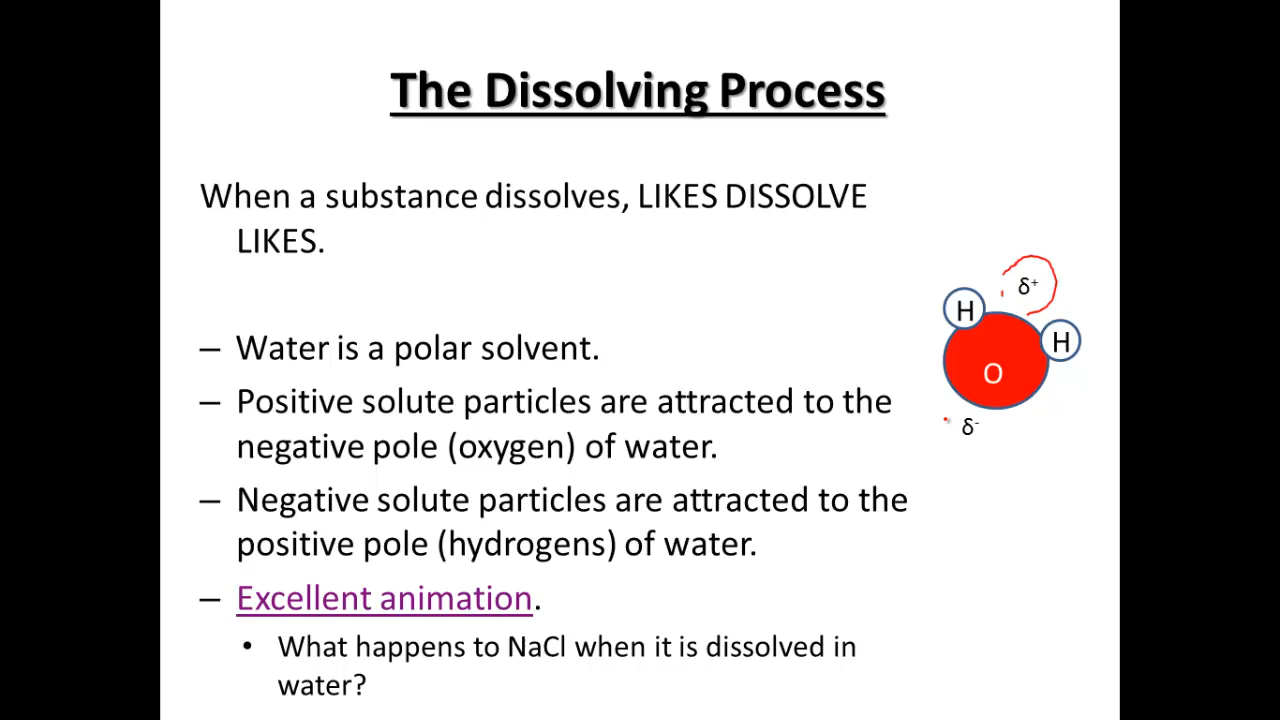 The Dissolving Process
When a substance dissolves, LIKES DISSOLVE
LIKES.
– Water is a polar solvent.
– Positive solute particles are attracted to the
negative pole (oxygen) of water.
– Negative solute particles are attracted to the
positive pole (hydrogens) of water.
– Excellent animation.
• What happens to NaCl when it is dissolved in
water?
δ⁺
H
H
O
δ⁻